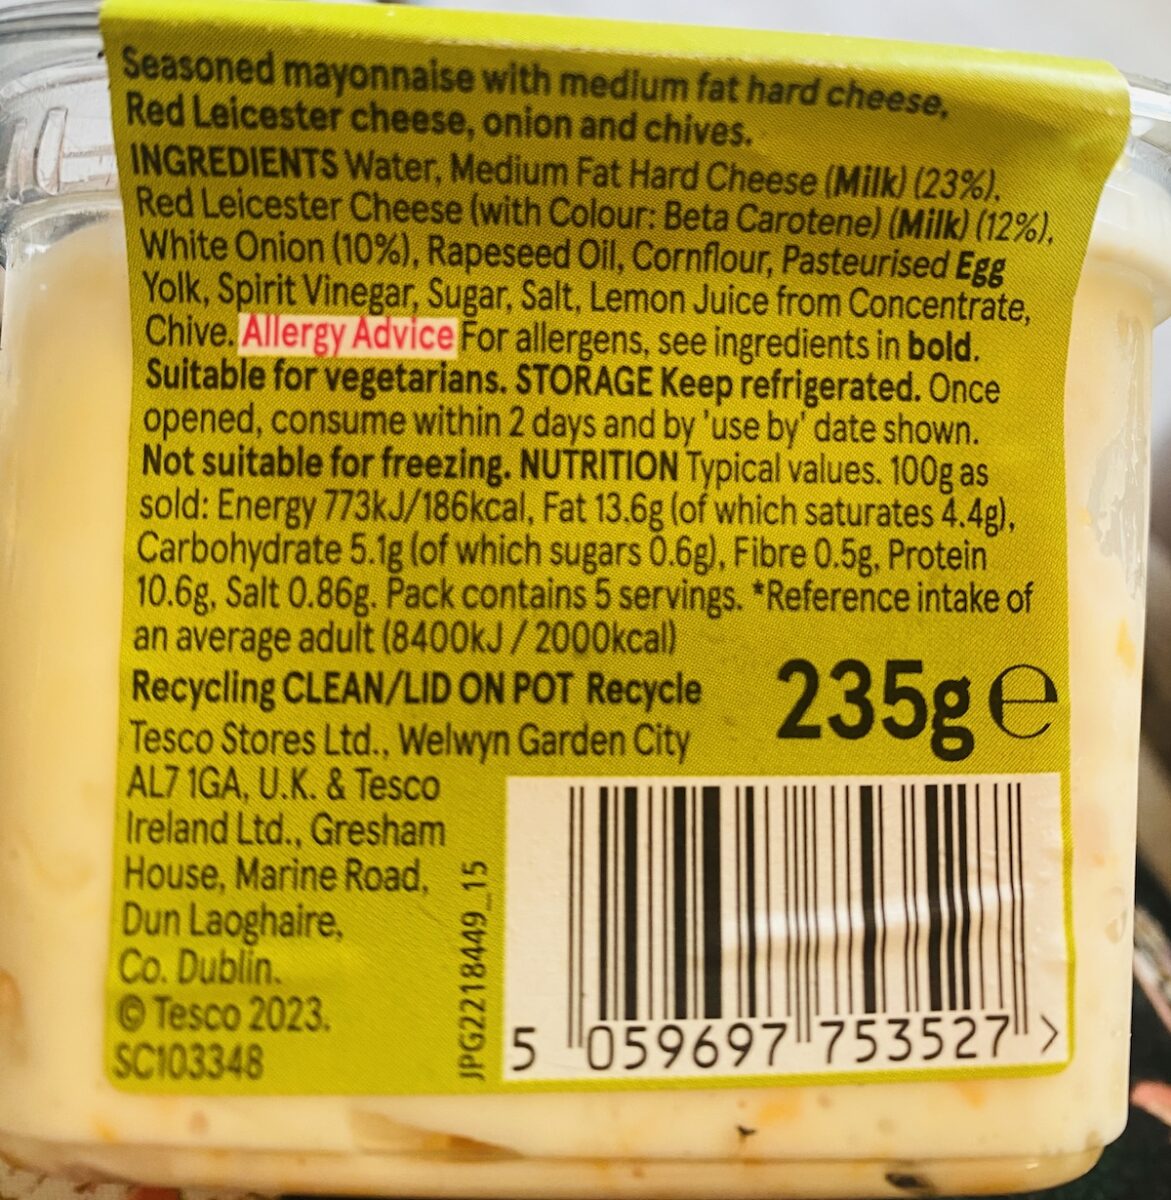 Seasoned mayonnaise with medium fat hard cheese,
Red Leicester cheese, onion and chives.
INGREDIENTS Water, Medium Fat Hard Cheese (Milk) (23%),
Red Leicester Cheese (with Colour: Beta Carotene) (Milk) (12%),
White Onion (10%), Rapeseed Oil, Cornflour, Pasteurised Egg
Yolk, Spirit Vinegar, Sugar, Salt, Lemon Juice from Concentrate,
Chive. Allergy Advice For allergens, see ingredients in bold.
Suitable for vegetarians. STORAGE Keep refrigerated. Once
opened, consume within 2 days and by 'use by' date shown.
Not suitable for freezing. NUTRITION Typical values. 100g as
sold: Energy 773kJ/186kcal, Fat 13.6g (of which saturates 4.4g),
Carbohydrate 5.1g (of which sugars 0.6g), Fibre 0.5g, Protein
10.6g, Salt 0.86g. Pack contains 5 servings. *Reference intake of
an average adult (8400kJ / 2000kcal)
Recycling CLEAN/LID ON POT Recycle
235g ℮
Tesco Stores Ltd., Welwyn Garden City
AL7 1GA, U.K. & Tesco
Ireland Ltd., Gresham
House, Marine Road,
Dun Laoghaire,
Co. Dublin.
© Tesco 2023.
SC103348
JPG2218449_15
5 059697 753527 >